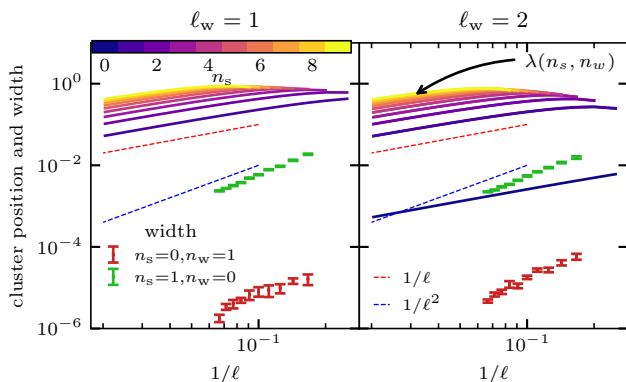 ℓw = 1
ℓw = 2
0 2 4 6 8
ns
λ(ns, nw)
10^0
10^−2
10^−4
10^−6
cluster position and width
width
ns=0,nw=1
ns=1,nw=0
1/ℓ
1/ℓ^2
10^−1
10^−1
1/ℓ
1/ℓ